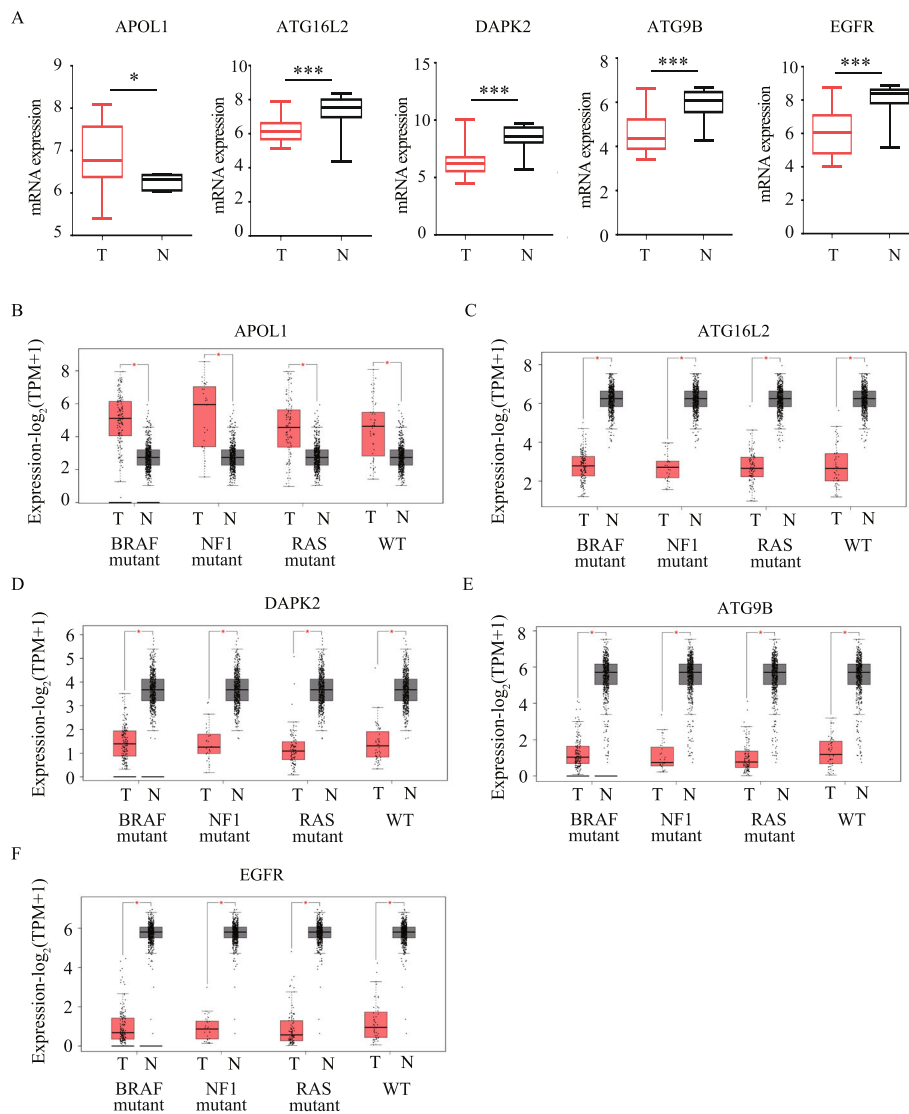 A
APOL1 ATG16L2 DAPK2 ATG9B EGFR
mRNA expression 9 8 7 6 5 * T N
mRNA expression 10 8 6 4 2 0 *** T N
mRNA expression 15 10 5 0 *** T N
mRNA expression 8 6 4 2 0 *** T N
mRNA expression 10 8 6 4 2 0 *** T N
B
APOL1
Expression-log₂(TPM+1)
8
6
4
2
0
* * * *
T N T N T N T N
BRAF NF1 RAS WT
mutant mutant mutant
C
ATG16L2
Expression-log₂(TPM+1)
8
6
4
2
* * * *
T N T N T N T N
BRAF NF1 RAS WT
mutant mutant mutant
D
DAPK2
Expression-log₂(TPM+1)
6
5
4
3
2
1
0
* * * *
T N T N T N T N
BRAF NF1 RAS WT
mutant mutant mutant
E
ATG9B
Expression-log₂(TPM+1)
8
6
4
2
0
* * * *
T N T N T N T N
BRAF NF1 RAS WT
mutant mutant mutant
F
EGFR
Expression-log₂(TPM+1)
6
4
2
0
* * * *
T N T N T N T N
BRAF NF1 RAS WT
mutant mutant mutant